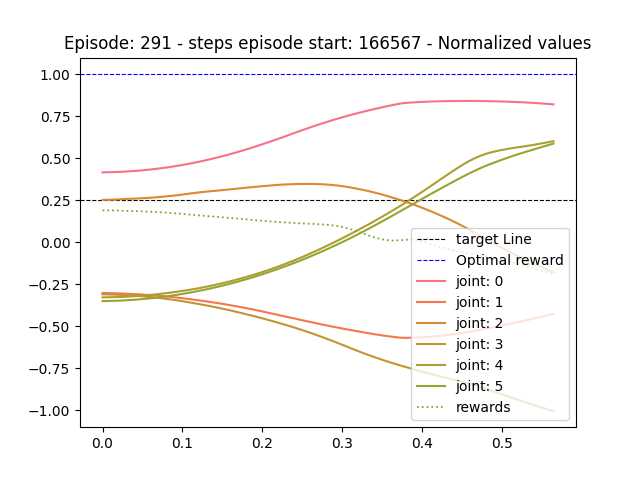 Episode: 291 - steps episode start: 166567 - Normalized values
1.00
0.75
0.50
0.25
0.00
−0.25
−0.50
−0.75
−1.00
target Line
Optimal reward
joint: 0
joint: 1
joint: 2
joint: 3
joint: 4
joint: 5
rewards
0.0 0.1 0.2 0.3 0.4 0.5